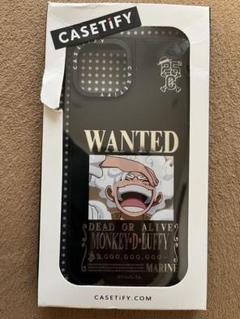 CASETiFY
WANTED
DEAD OR ALIVE
MONKEY・D・LUFFY
MARINE
CASETIFY.COM